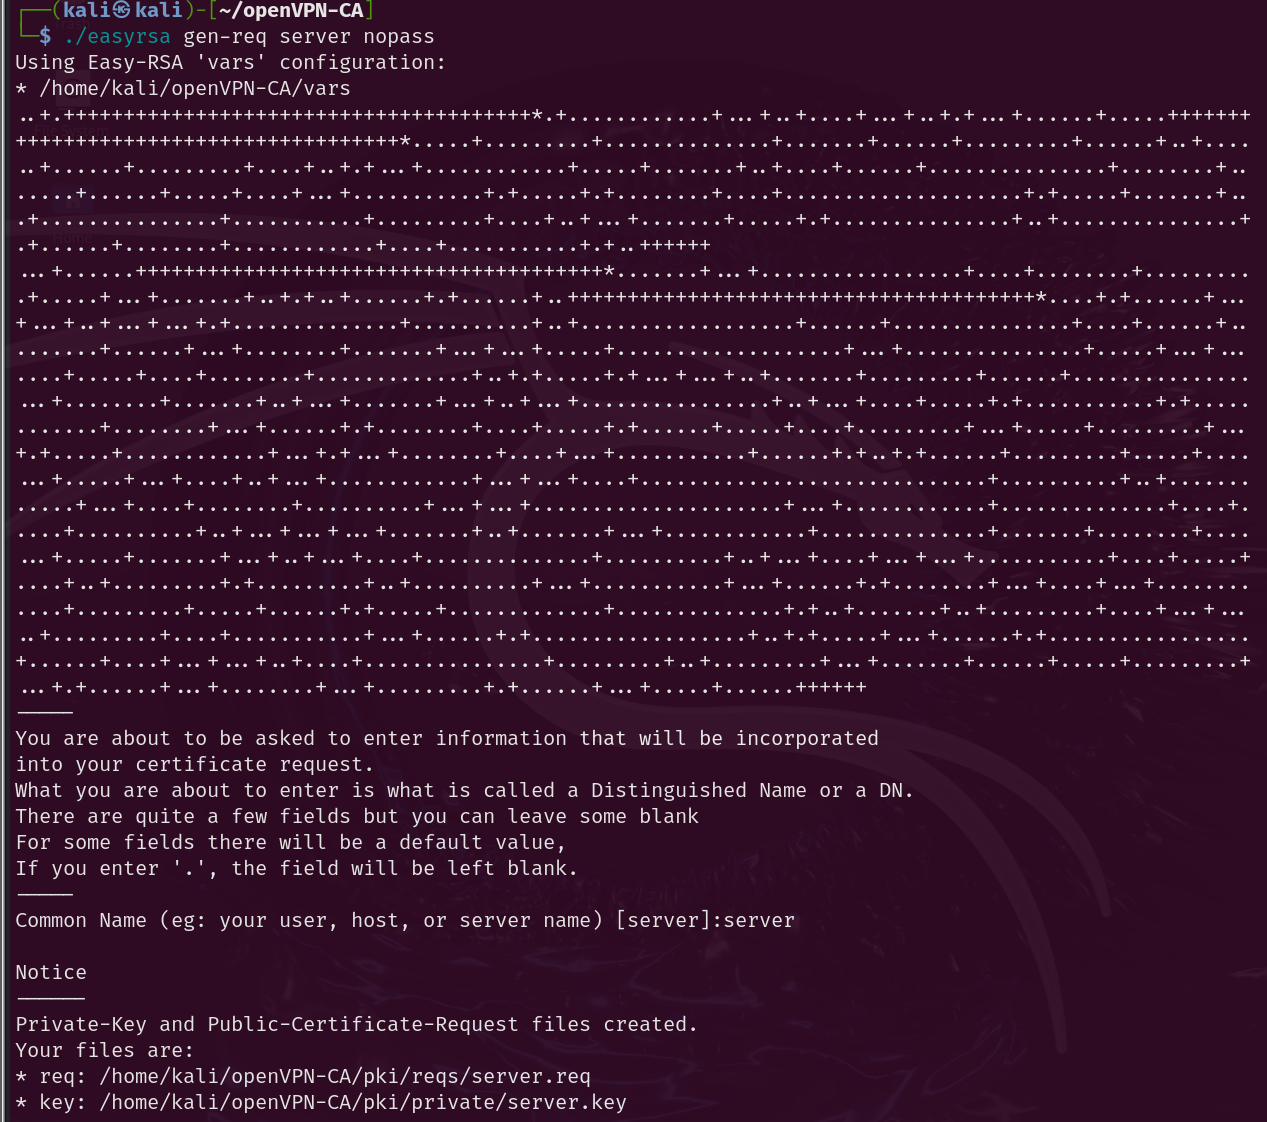 ┌──(kali㉿kali)-[~/openVPN-CA]
└─$ ./easyrsa gen-req server nopass
Using Easy-RSA 'vars' configuration:
* /home/kali/openVPN-CA/vars
-----
You are about to be asked to enter information that will be incorporated
into your certificate request.
What you are about to enter is what is called a Distinguished Name or a DN.
There are quite a few fields but you can leave some blank
For some fields there will be a default value,
If you enter '.', the field will be left blank.
-----
Common Name (eg: your user, host, or server name) [server]:server
Notice
------
Private-Key and Public-Certificate-Request files created.
Your files are:
* req: /home/kali/openVPN-CA/pki/reqs/server.req
* key: /home/kali/openVPN-CA/pki/private/server.key